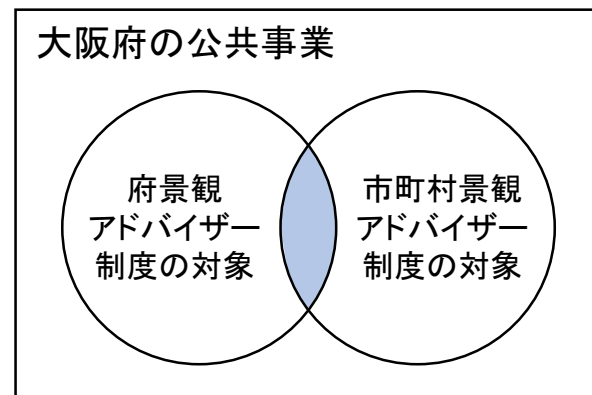 大阪府の公共事業
府景観
アドバイザー
制度の対象
市町村景観
アドバイザー
制度の対象